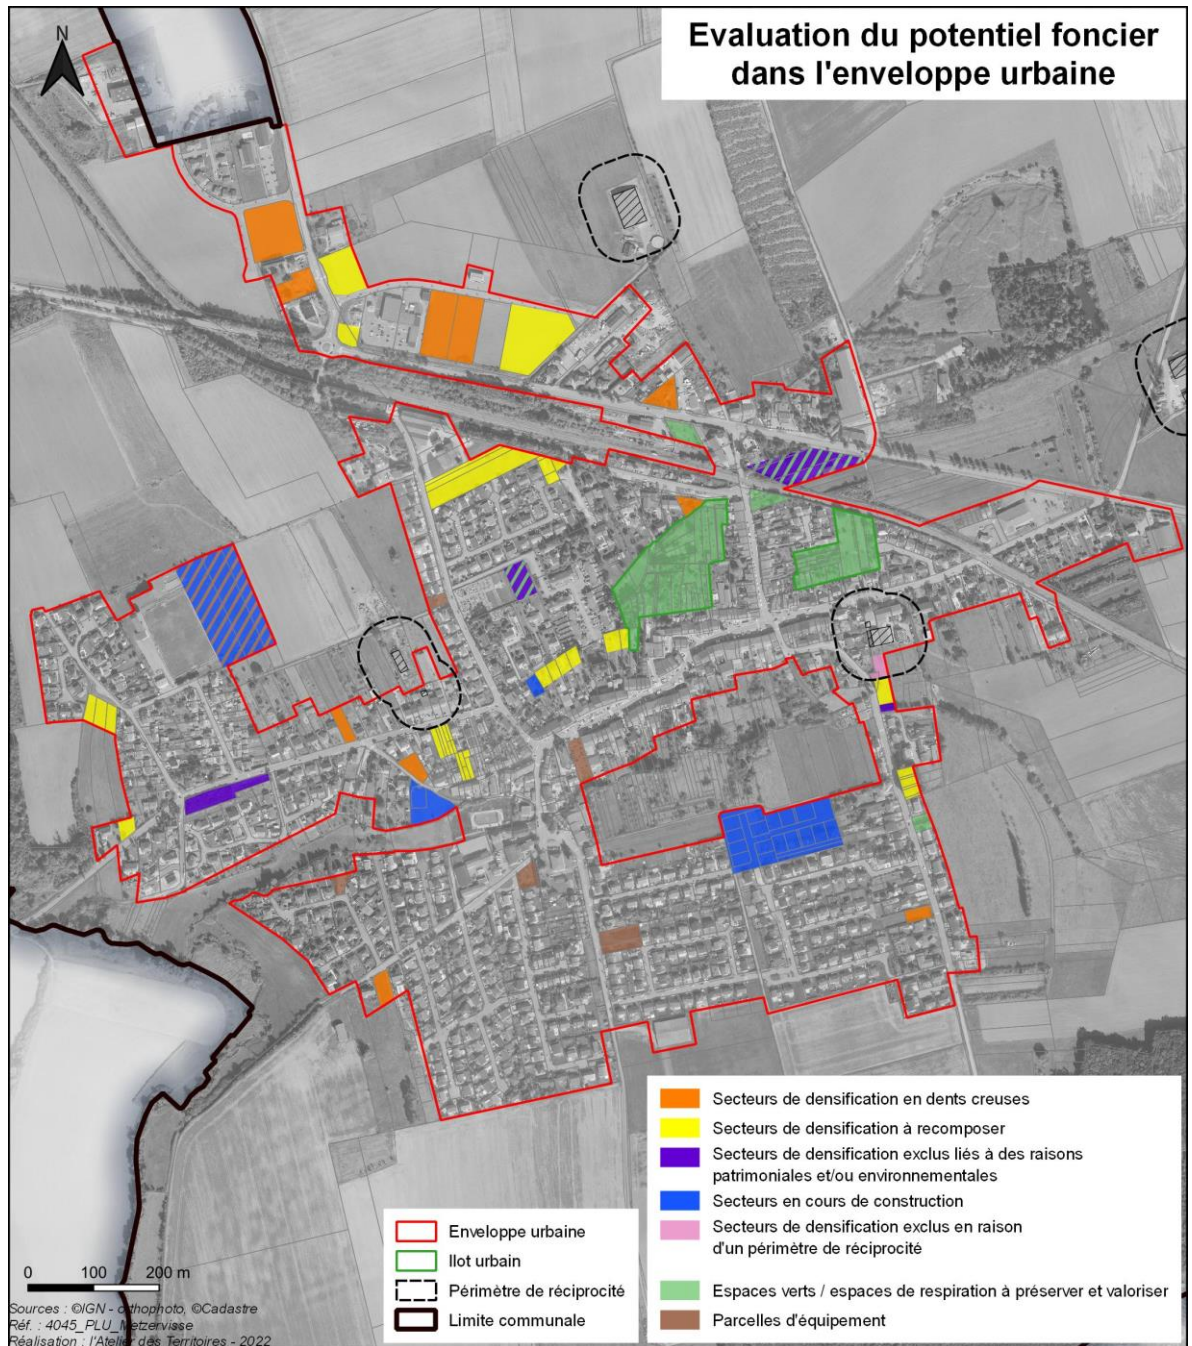 Evaluation du potentiel foncier
dans l'enveloppe urbaine
N
Secteurs de densification en dents creuses
Secteurs de densification à recomposer
Secteurs de densification exclus liés à des raisons
patrimoniales et/ou environnementales
Secteurs en cours de construction
Secteurs de densification exclus en raison
d'un périmètre de réciprocité
Espaces verts / espaces de respiration à préserver et valoriser
Parcelles d'équipement
Enveloppe urbaine
Ilot urbain
Périmètre de réciprocité
Limite communale
0 100 200 m
Sources : ©IGN - orthophoto, ©Cadastre
Réf. : 4045_PLU_Metzervisse
Réalisation : l'Atelier des Territoires - 2022